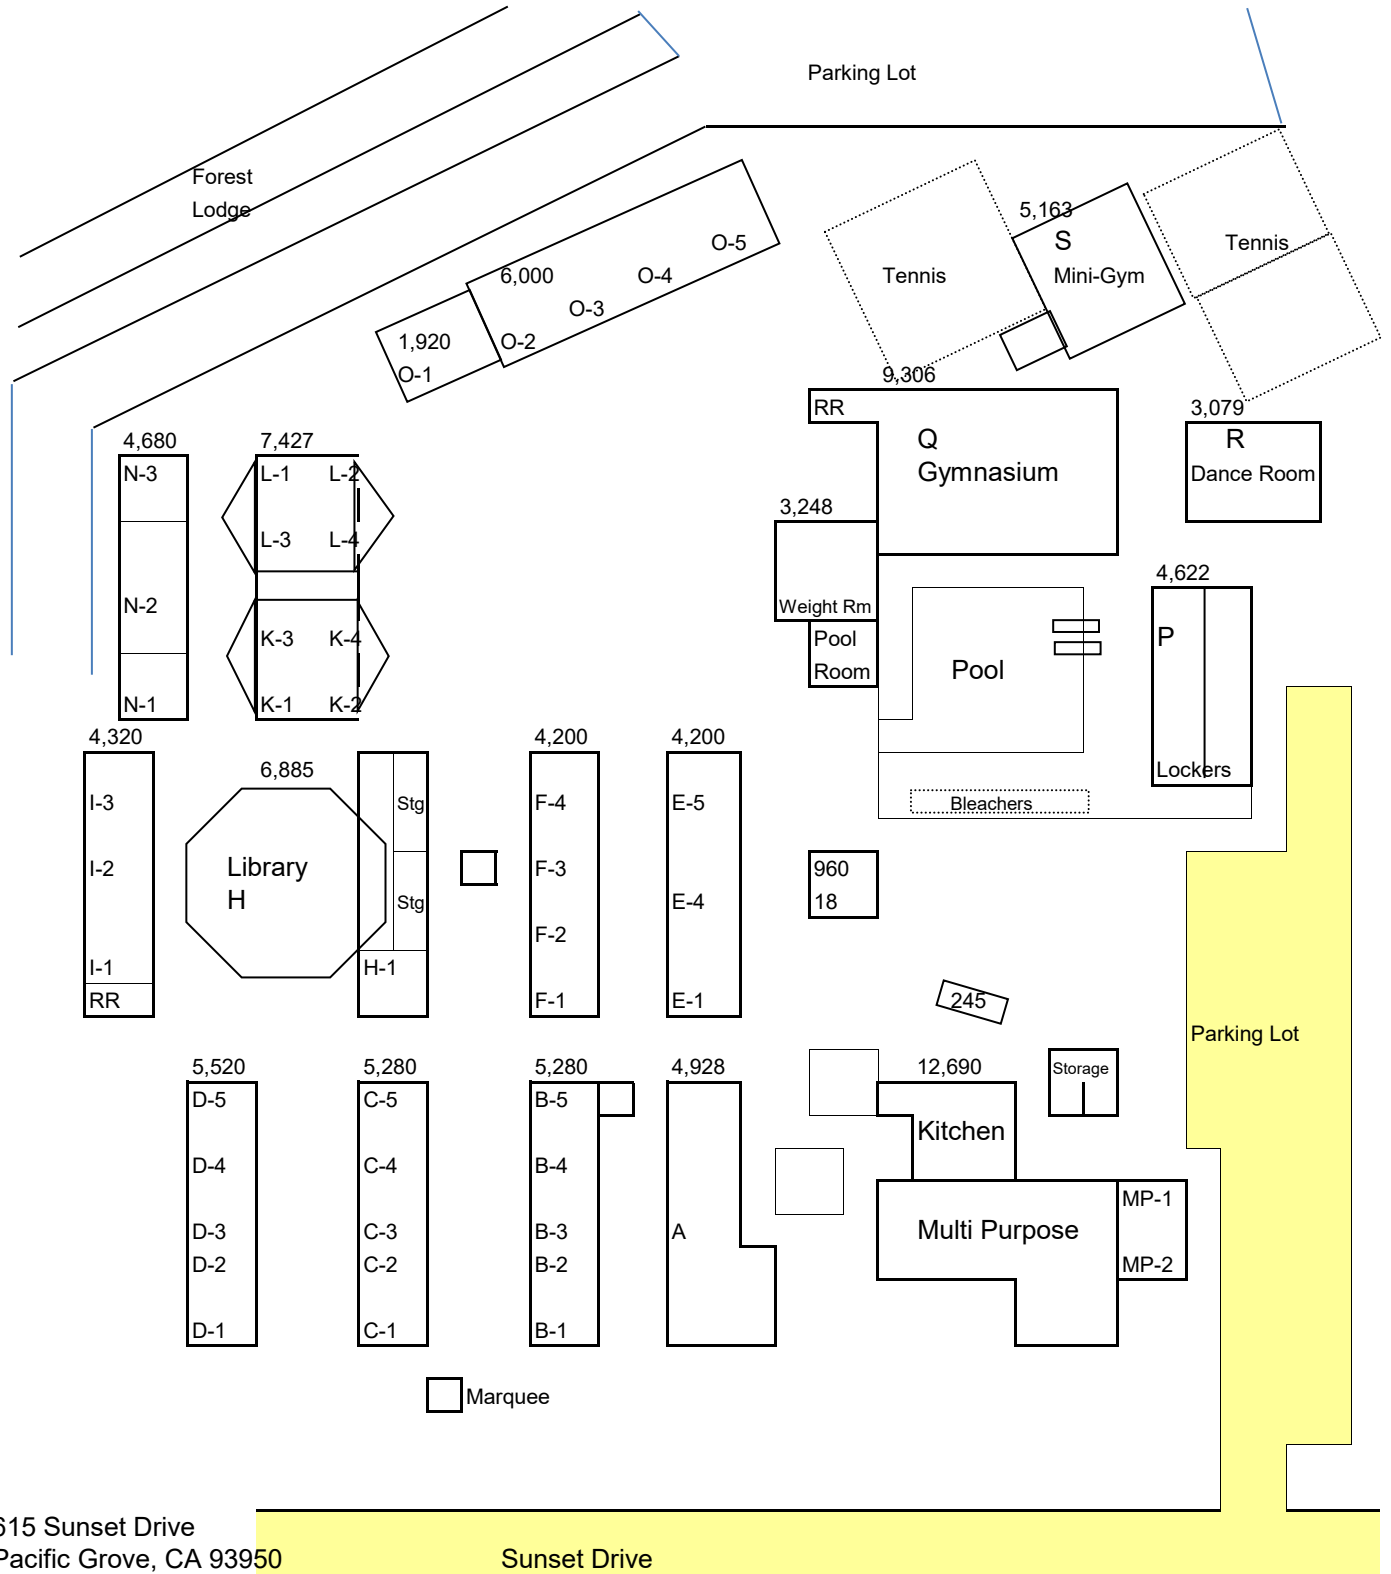 Parking Lot
Forest
Lodge
5,163
S
Mini-Gym
Tennis
Tennis
O-5
O-4
6,000
O-3
O-2
1,920
O-1
9,306
RR
Q
Gymnasium
3,079
R
Dance Room
4,680
N-3
N-2
N-1
7,427
L-1 L-2
L-3 L-4
K-3 K-4
K-1 K-2
3,248
Weight Rm
Pool
Room
Pool
4,622
P
Lockers
Bleachers
4,320
I-3
I-2
I-1
RR
6,885
Library
H
Stg
Stg
H-1
4,200
F-4
F-3
F-2
F-1
4,200
E-5
E-4
E-1
960
18
245
Parking Lot
5,520
D-5
D-4
D-3
D-2
D-1
5,280
C-5
C-4
C-3
C-2
C-1
5,280
B-5
B-4
B-3
B-2
B-1
4,928
A
12,690
Kitchen
Multi Purpose
Storage
MP-1
MP-2
Marquee
615 Sunset Drive
Pacific Grove, CA 93950
Sunset Drive